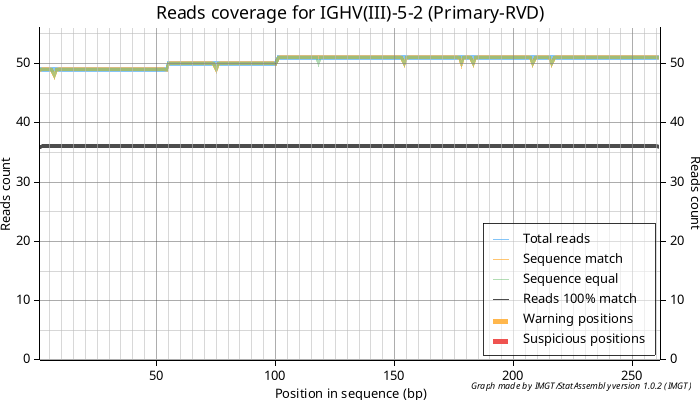 Reads coverage for IGHV(III)-5-2 (Primary-RVD)
50 50
40 40
30 30
20 20
10 10
0 0
Reads count
Reads count
Total reads
Sequence match
Sequence equal
Reads 100% match
Warning positions
Suspicious positions
50 100 150 200 250
Position in sequence (bp)
Graph made by IMGT/StatAssembly version 1.0.2 (IMGT)